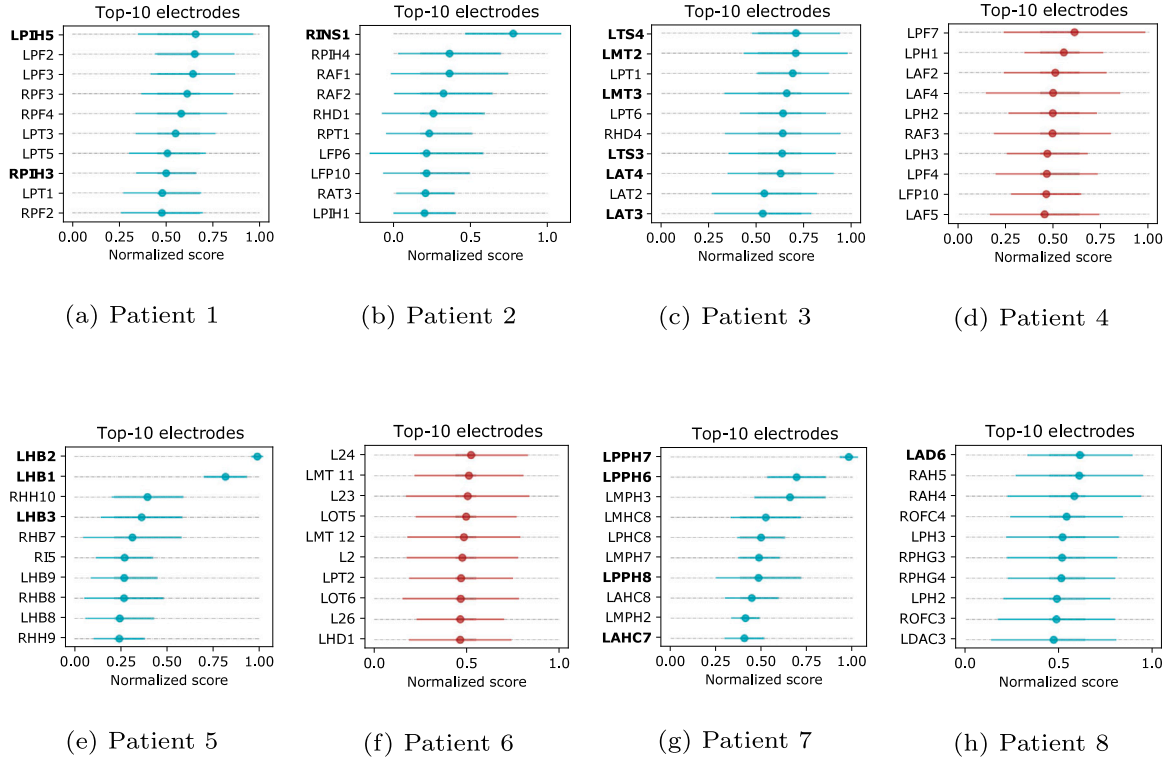 Top-10 electrodes
LPIH5
LPF2
LPF3
RPF3
RPF4
LPT3
LPT5
RPIH3
LPT1
RPF2
0.00 0.25 0.50 0.75 1.00
Normalized score
(a) Patient 1
Top-10 electrodes
RINS1
RPIH4
RAF1
RAF2
RHD1
RPT1
LFP6
LFP10
RAT3
LPIH1
0.0 0.5 1.0
Normalized score
(b) Patient 2
Top-10 electrodes
LTS4
LMT2
LPT1
LMT3
LPT6
RHD4
LTS3
LAT4
LAT2
LAT3
0.00 0.25 0.50 0.75 1.00
Normalized score
(c) Patient 3
Top-10 electrodes
LPF7
LPH1
LAF2
LAF4
LPH2
RAF3
LPH3
LPF4
LFP10
LAF5
0.00 0.25 0.50 0.75 1.00
Normalized score
(d) Patient 4
Top-10 electrodes
LHB2
LHB1
RHH10
LHB3
RHB7
RI5
LHB9
RHB8
LHB8
RHH9
0.00 0.25 0.50 0.75 1.00
Normalized score
(e) Patient 5
Top-10 electrodes
L24
LMT 11
L23
LOT5
LMT 12
L2
LPT2
LOT6
L26
LHD1
0.0 0.5 1.0
Normalized score
(f) Patient 6
Top-10 electrodes
LPPH7
LPPH6
LMPH3
LMHC8
LPHC8
LMPH7
LPPH8
LAHC8
LMPH2
LAHC7
0.00 0.25 0.50 0.75 1.00
Normalized score
(g) Patient 7
Top-10 electrodes
LAD6
RAH5
RAH4
ROFC4
LPH3
RPHG3
RPHG4
LPH2
ROFC3
LDAC3
0.00 0.25 0.50 0.75 1.00
Normalized score
(h) Patient 8